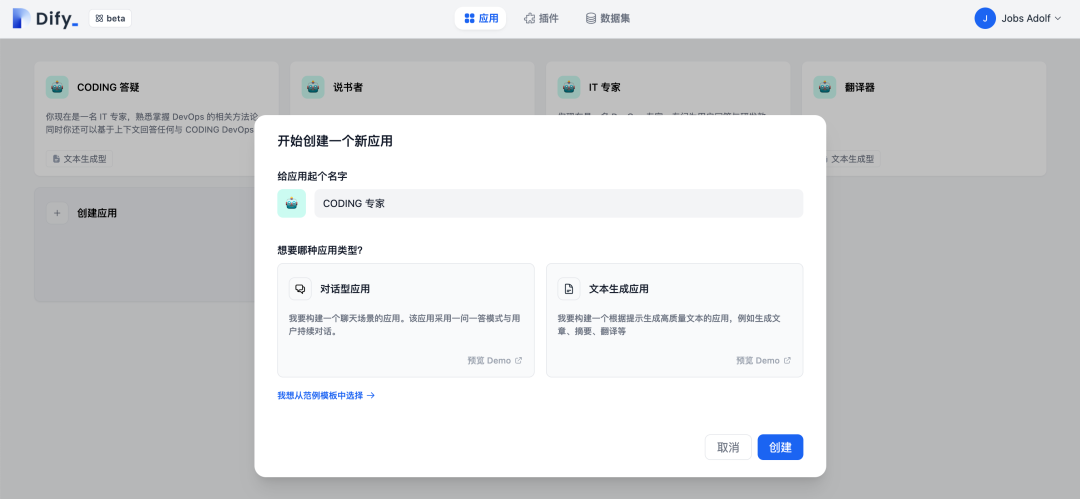 Dify_
beta
应用
插件
数据集
J
Jobs Adolf
CODING 答疑
说书者
IT 专家
翻译器
你现在是一名 IT 专家，熟悉掌握 DevOps 的相关方法论
同时你还可以基于上下文回答任何与 CODING DevOps
文本生成型
文本生成型
创建应用
开始创建一个新应用
给应用起个名字
CODING 专家
想要哪种应用类型?
对话型应用
我要构建一个聊天场景的应用。该应用采用一问一答模式与用
户持续对话。
预览 Demo
文本生成应用
我要构建一个根据提示生成高质量文本的应用，例如生成文
章、摘要、翻译等
预览 Demo
我想从范例模板中选择 →
取消
创建